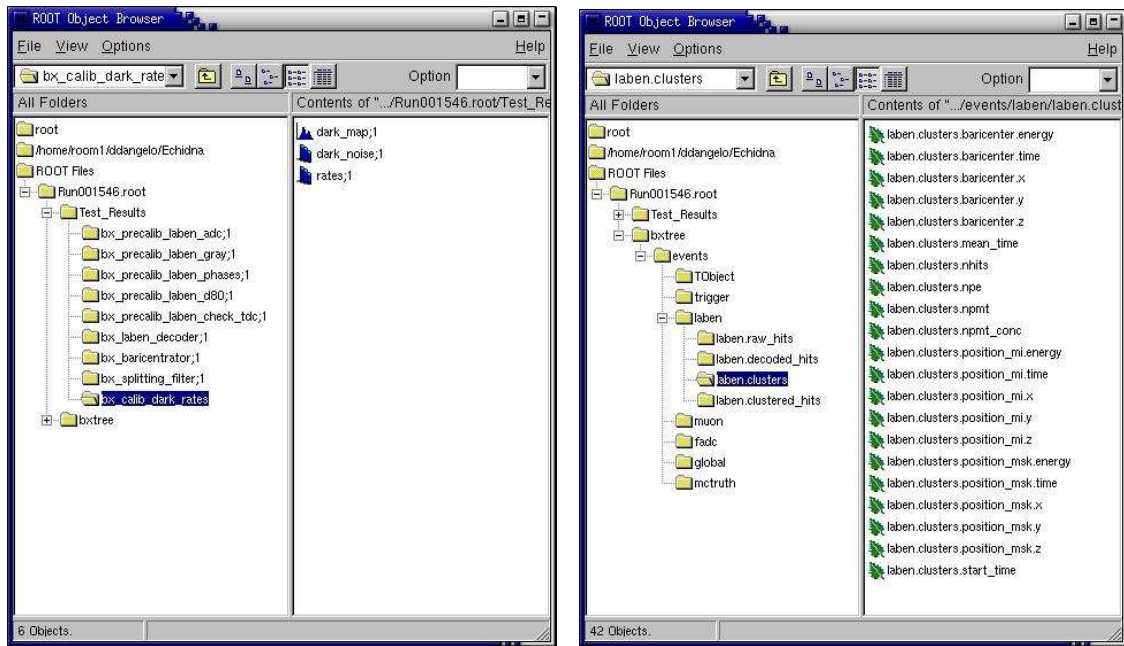 ROOT Object Browser
File View Options Help
bx_calib_dark_rate Option
All Folders
Contents of ".../Run001546.root/Test_Re
root
/home/room1/ddangelo/Echidna
ROOT Files
Run001546.root
Test_Results
bx_precalib_laben_adc;1
bx_precalib_laben_gray;1
bx_precalib_laben_phases;1
bx_precalib_laben_d80;1
bx_precalib_laben_check_tdc;1
bx_laben_decoder;1
bx_baricentrator;1
bx_splitting_filter;1
bx_calib_dark_rates
bxtree
dark_map;1
dark_noise;1
rates;1
6 Objects.
ROOT Object Browser
File View Options Help
laben.clusters Option
All Folders
Contents of ".../events/laben/laben.clust
root
/home/room1/ddangelo/Echidna
ROOT Files
Run001546.root
Test_Results
bxtree
events
TObject
trigger
laben
laben.raw_hits
laben.decoded_hits
laben.clusters
laben.clustered_hits
muon
fadc
global
mctruth
laben.clusters.baricenter.energy
laben.clusters.baricenter.time
laben.clusters.baricenter.x
laben.clusters.baricenter.y
laben.clusters.baricenter.z
laben.clusters.mean_time
laben.clusters.nhits
laben.clusters.npe
laben.clusters.npmt
laben.clusters.npmt_conc
laben.clusters.position_mi.energy
laben.clusters.position_mi.time
laben.clusters.position_mi.x
laben.clusters.position_mi.y
laben.clusters.position_mi.z
laben.clusters.position_msk.energy
laben.clusters.position_msk.time
laben.clusters.position_msk.x
laben.clusters.position_msk.y
laben.clusters.position_msk.z
laben.clusters.start_time
42 Objects.